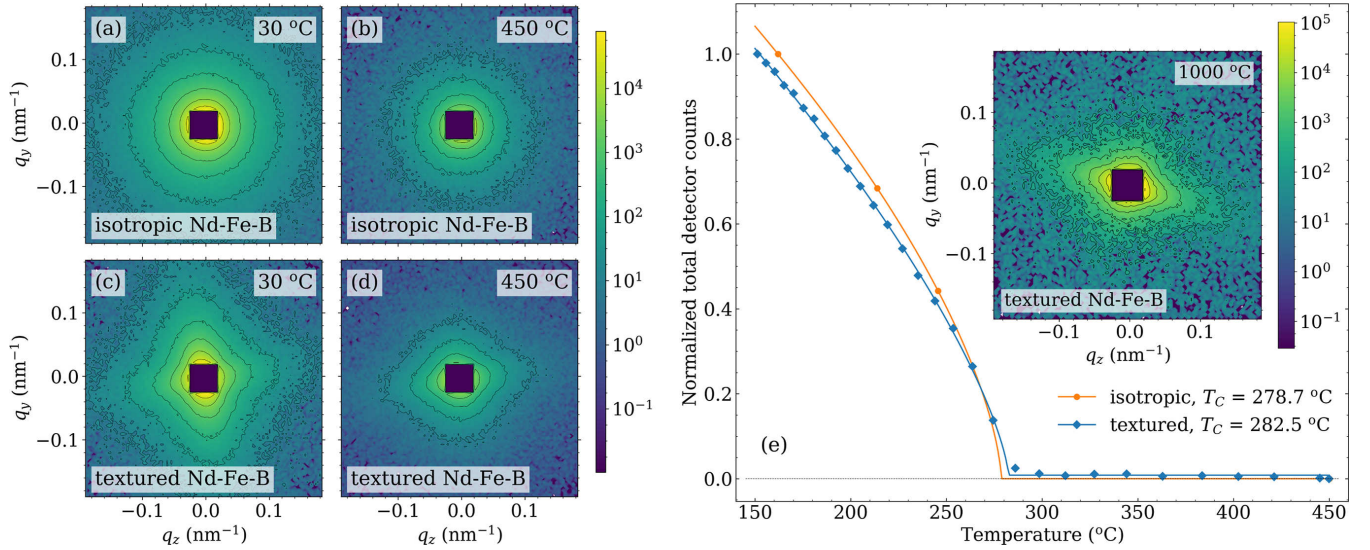 (a) 30 °C
isotropic Nd-Fe-B
(b) 450 °C
isotropic Nd-Fe-B
q_y (nm⁻¹)
0.1
0.0
−0.1
(c) 30 °C
textured Nd-Fe-B
(d) 450 °C
textured Nd-Fe-B
q_y (nm⁻¹)
0.1
0.0
−0.1
−0.1 0.0 0.1
q_z (nm⁻¹)
−0.1 0.0 0.1
q_z (nm⁻¹)
10⁴
10³
10²
10¹
10⁰
10⁻¹
Normalized total detector counts
1.0
0.8
0.6
0.4
0.2
0.0
(e)
150 200 250 300 350 400 450
Temperature (°C)
1000 °C
textured Nd-Fe-B
q_y (nm⁻¹)
0.1
0.0
−0.1
−0.1 0.0 0.1
q_z (nm⁻¹)
10⁵
10⁴
10³
10²
10¹
10⁰
10⁻¹
isotropic, T_C = 278.7 °C
textured, T_C = 282.5 °C